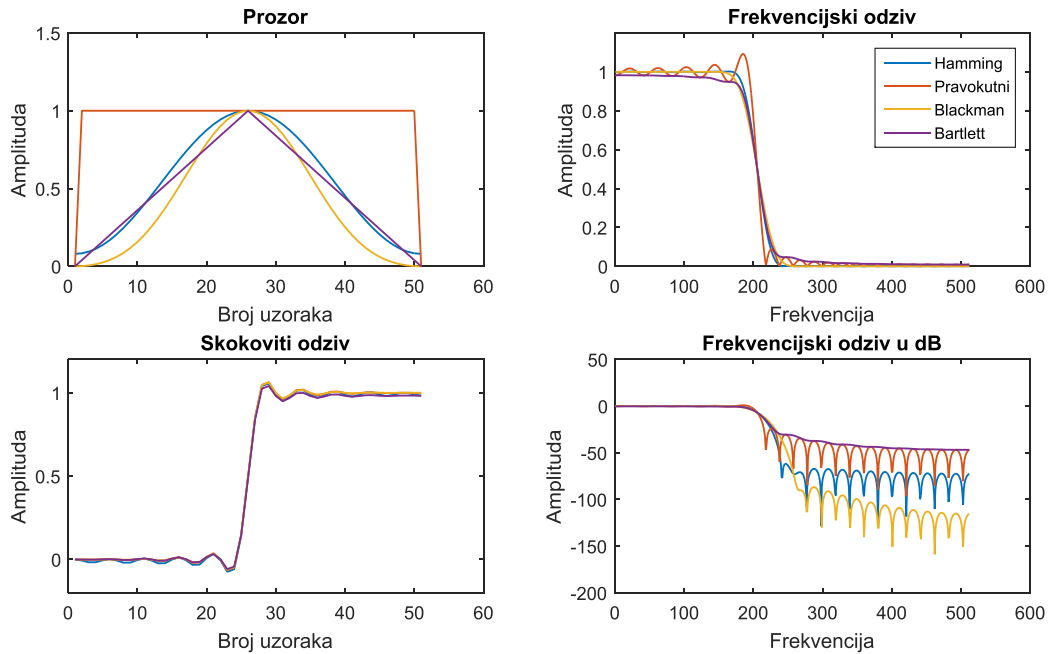 Prozor
1.5
1
0.5
0
Amplituda
0 10 20 30 40 50 60
Broj uzoraka
Frekvencijski odziv
1
0.8
0.6
0.4
0.2
0
Amplituda
Hamming
Pravokutni
Blackman
Bartlett
0 100 200 300 400 500 600
Frekvencija
Skokoviti odziv
1
0.5
0
Amplituda
0 10 20 30 40 50 60
Broj uzoraka
Frekvencijski odziv u dB
50
0
-50
-100
-150
-200
Amplituda
0 100 200 300 400 500 600
Frekvencija